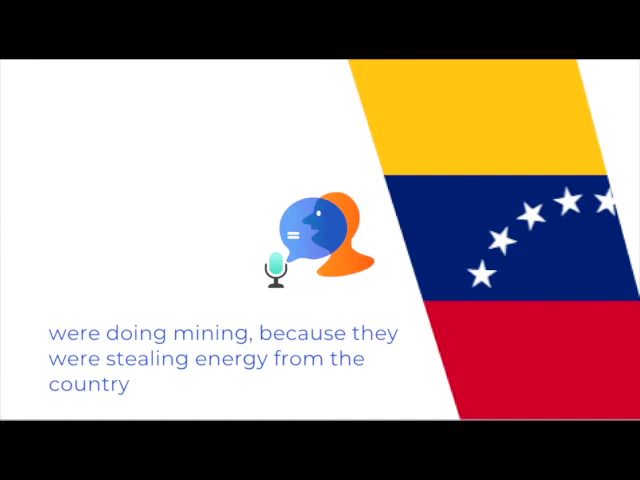 were doing mining, because they
were stealing energy from the
country